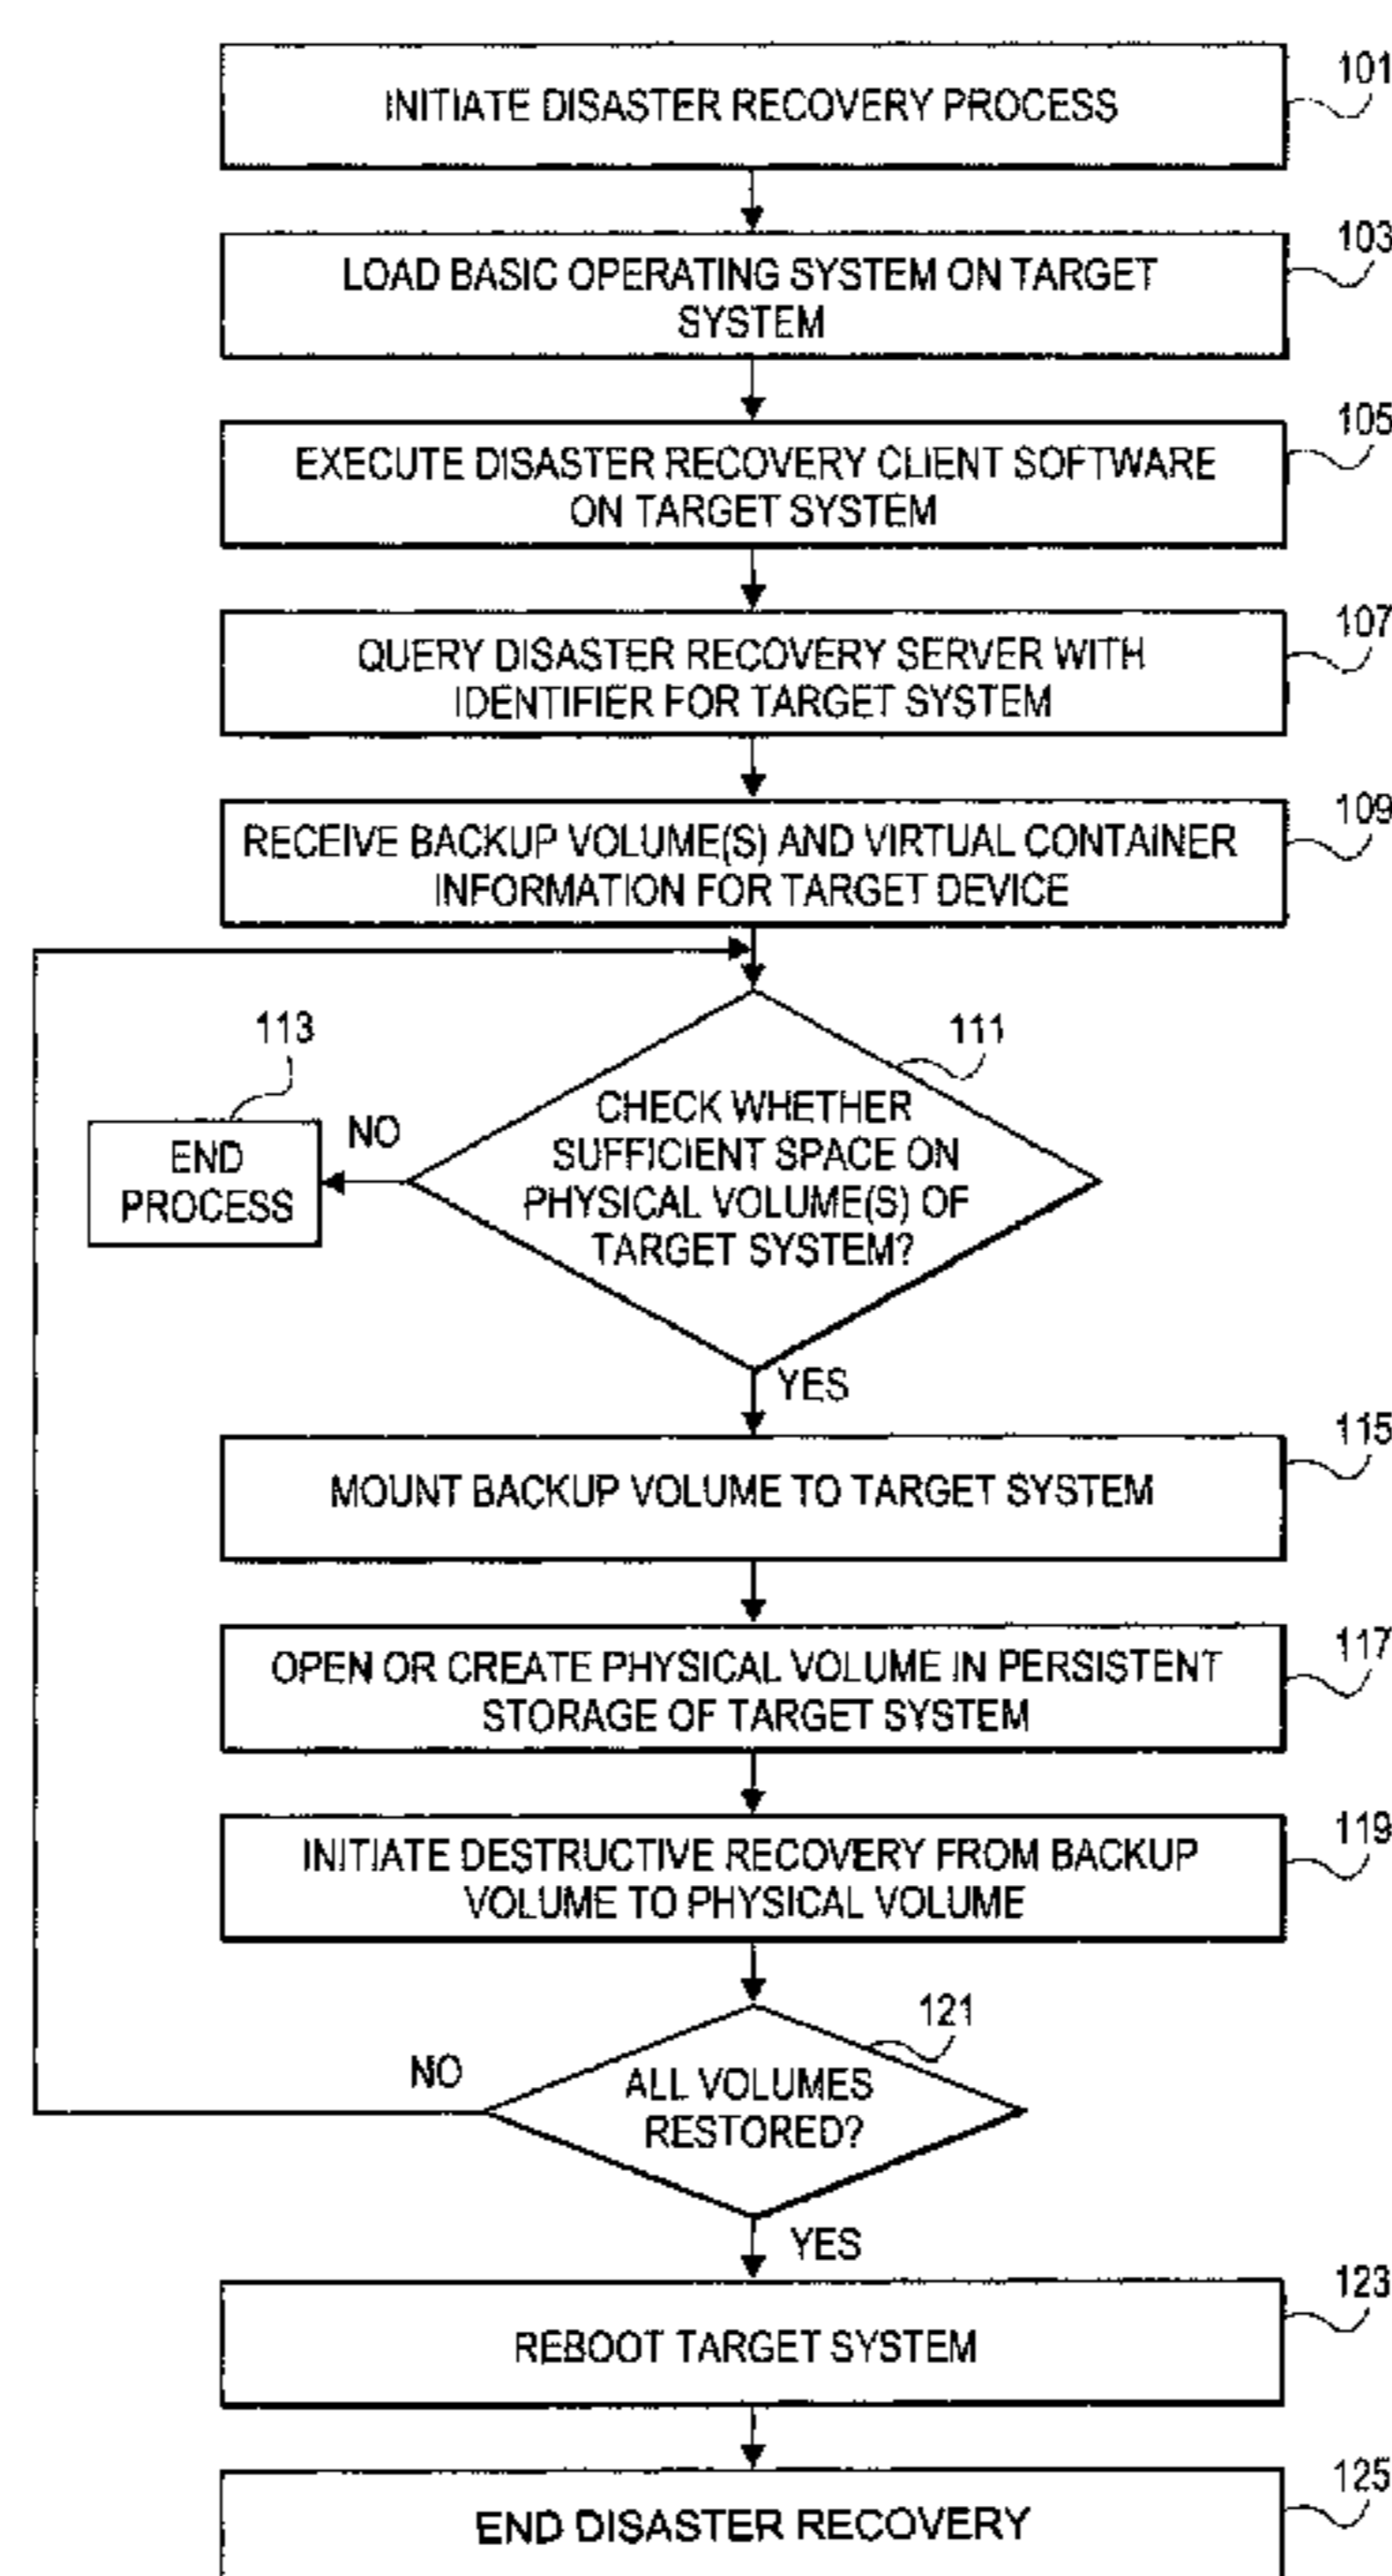 101
INITIATE DISASTER RECOVERY PROCESS
103
LOAD BASIC OPERATING SYSTEM ON TARGET
SYSTEM
105
EXECUTE DISASTER RECOVERY CLIENT SOFTWARE
ON TARGET SYSTEM
107
QUERY DISASTER RECOVERY SERVER WITH
IDENTIFIER FOR TARGET SYSTEM
109
RECEIVE BACKUP VOLUME(S) AND VIRTUAL CONTAINER
INFORMATION FOR TARGET DEVICE
113
111
END
PROCESS
NO
CHECK WHETHER
SUFFICIENT SPACE ON
PHYSICAL VOLUME(S) OF
TARGET SYSTEM?
YES
115
MOUNT BACKUP VOLUME TO TARGET SYSTEM
117
OPEN OR CREATE PHYSICAL VOLUME IN PERSISTENT
STORAGE OF TARGET SYSTEM
119
INITIATE DESTRUCTIVE RECOVERY FROM BACKUP
VOLUME TO PHYSICAL VOLUME
121
NO
ALL VOLUMES
RESTORED?
YES
123
REBOOT TARGET SYSTEM
125
END DISASTER RECOVERY